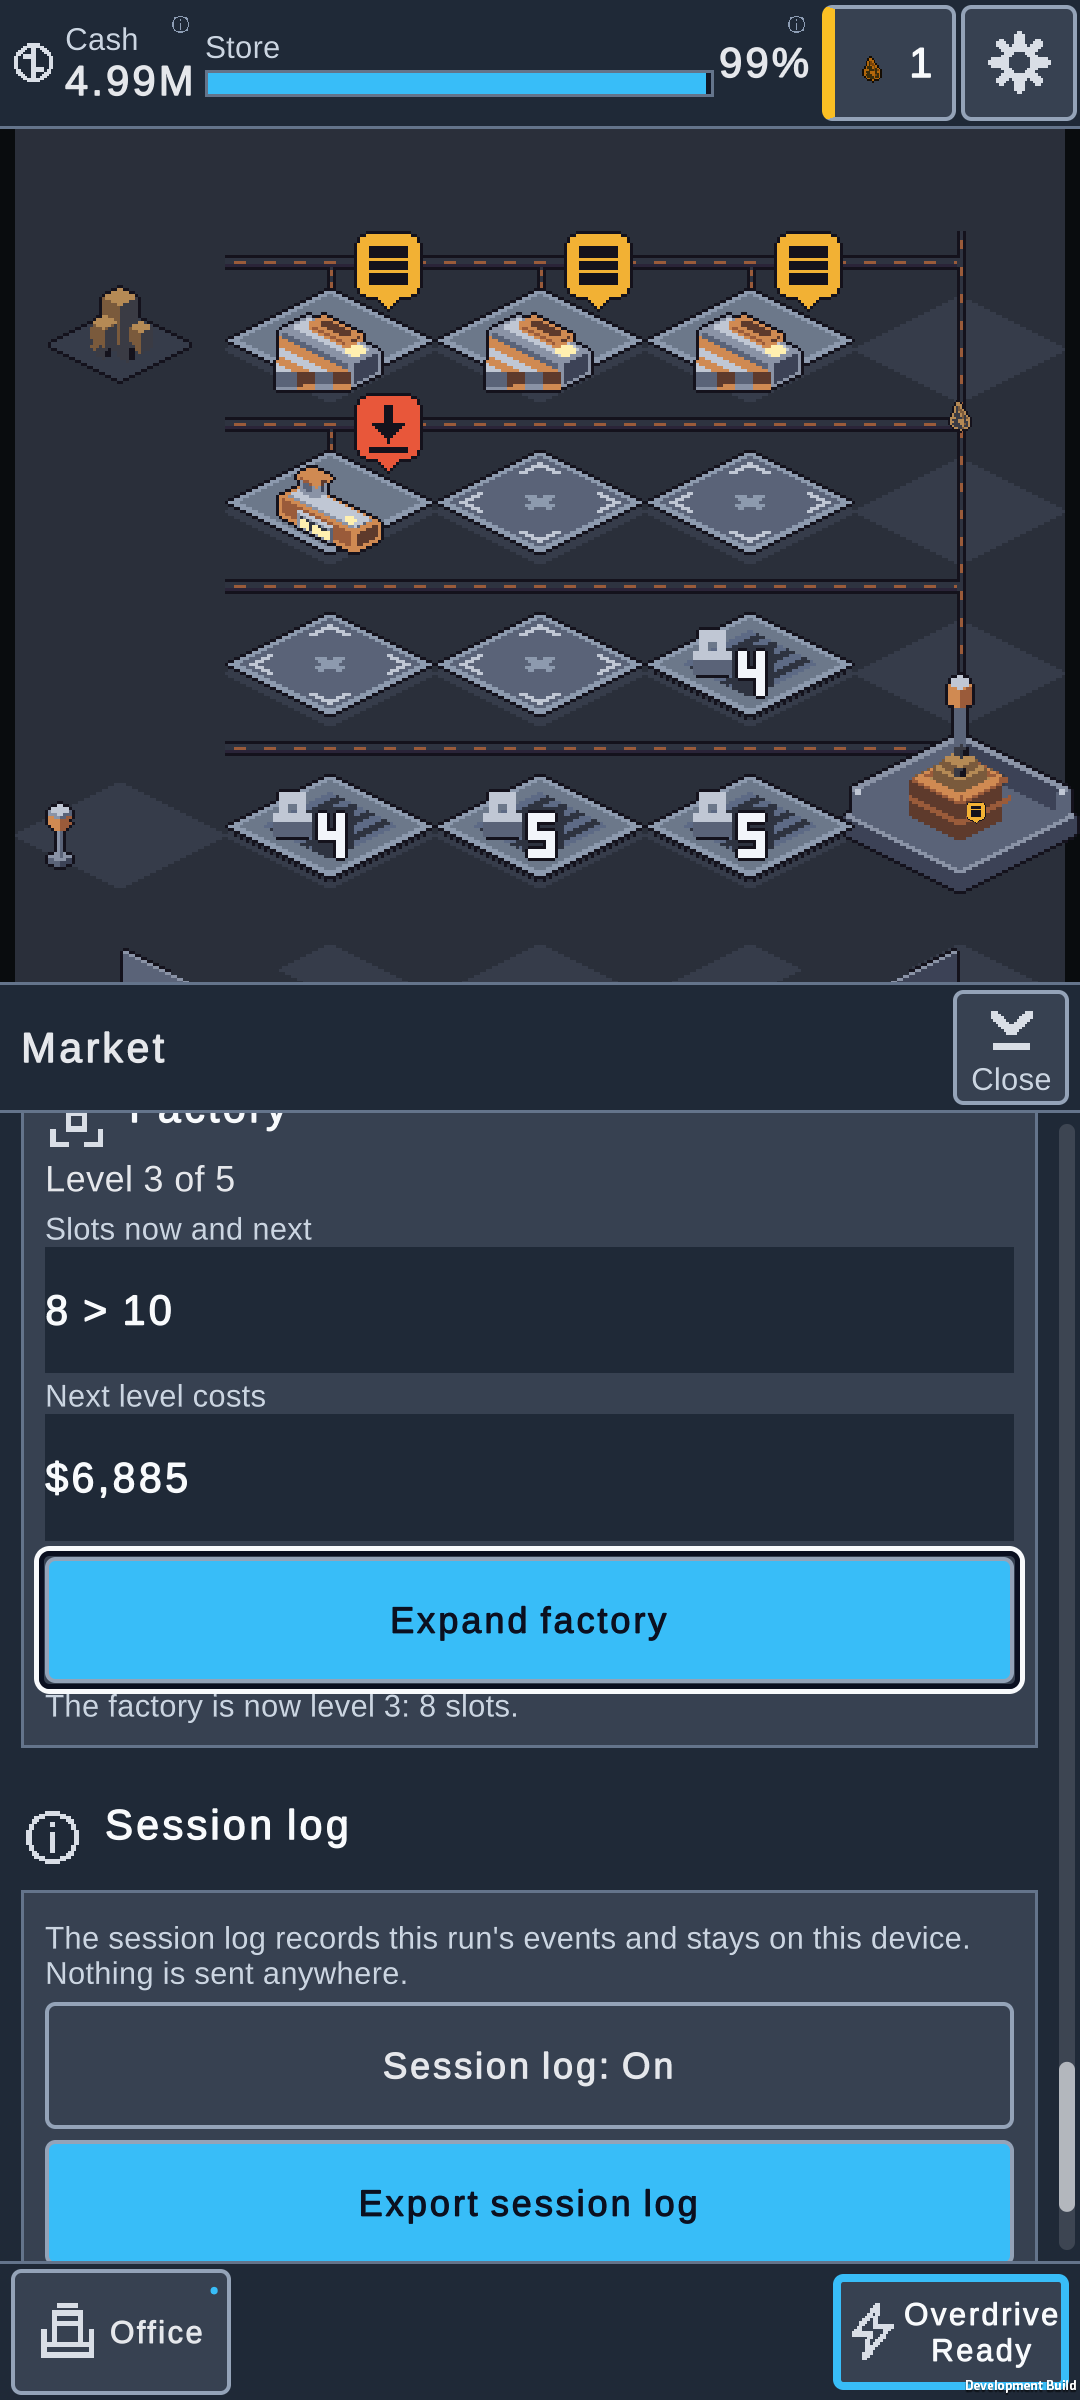 Cash
4.99M
Store
99%
1
4
4
5
5
Market
Close
Factory
Level 3 of 5
Slots now and next
8 > 10
Next level costs
$6,885
Expand factory
The factory is now level 3: 8 slots.
Session log
The session log records this run's events and stays on this device.
Nothing is sent anywhere.
Session log: On
Export session log
Office
Overdrive
Ready
Development Build